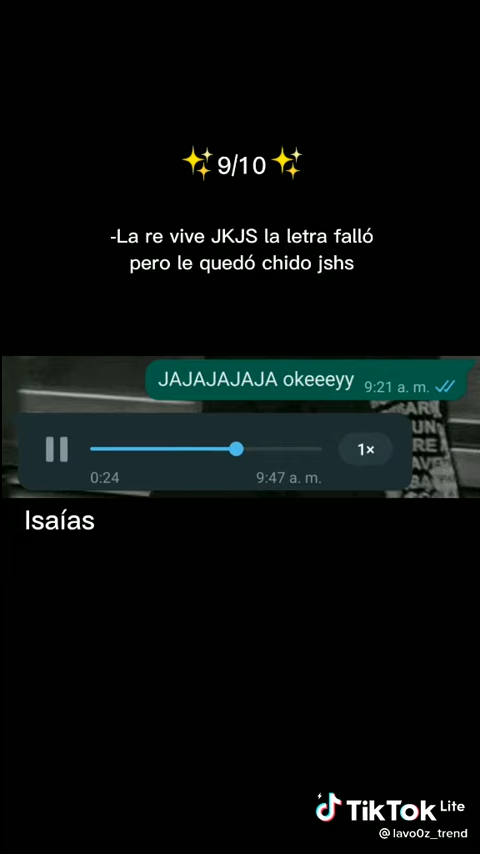 ✨9/10✨
-La re vive JKJS la letra falló
pero le quedó chido jshs
JAJAJAJAJA okeeeyy 9:21 a. m.
1×
0:24 9:47 a. m.
Isaías
TikTok Lite
@lavo0z_trend